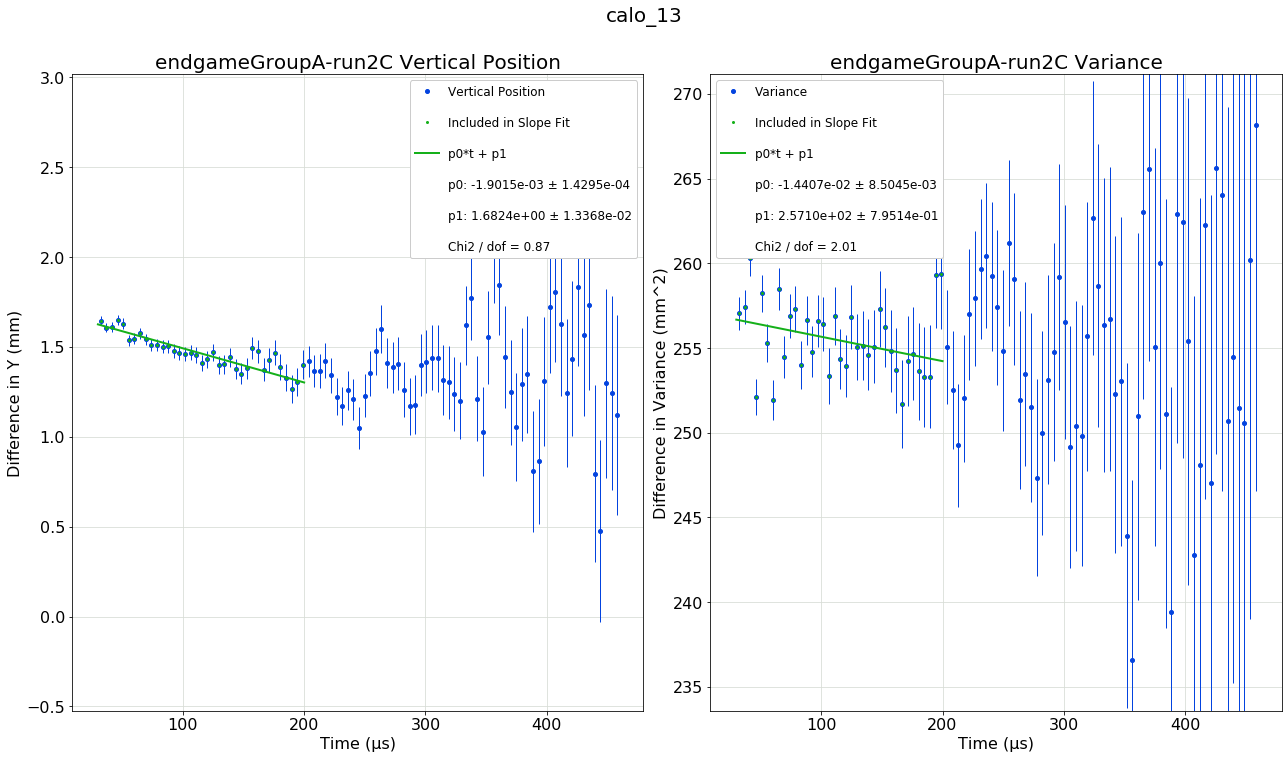 calo_13
endgameGroupA-run2C Vertical Position
Difference in Y (mm)
3.0
2.5
2.0
1.5
1.0
0.5
0.0
−0.5
Vertical Position
Included in Slope Fit
p0*t + p1
p0: -1.9015e-03 ± 1.4295e-04
p1: 1.6824e+00 ± 1.3368e-02
Chi2 / dof = 0.87
100 200 300 400
Time (μs)
endgameGroupA-run2C Variance
Difference in Variance (mm^2)
270
265
260
255
250
245
240
235
Variance
Included in Slope Fit
p0*t + p1
p0: -1.4407e-02 ± 8.5045e-03
p1: 2.5710e+02 ± 7.9514e-01
Chi2 / dof = 2.01
100 200 300 400
Time (μs)